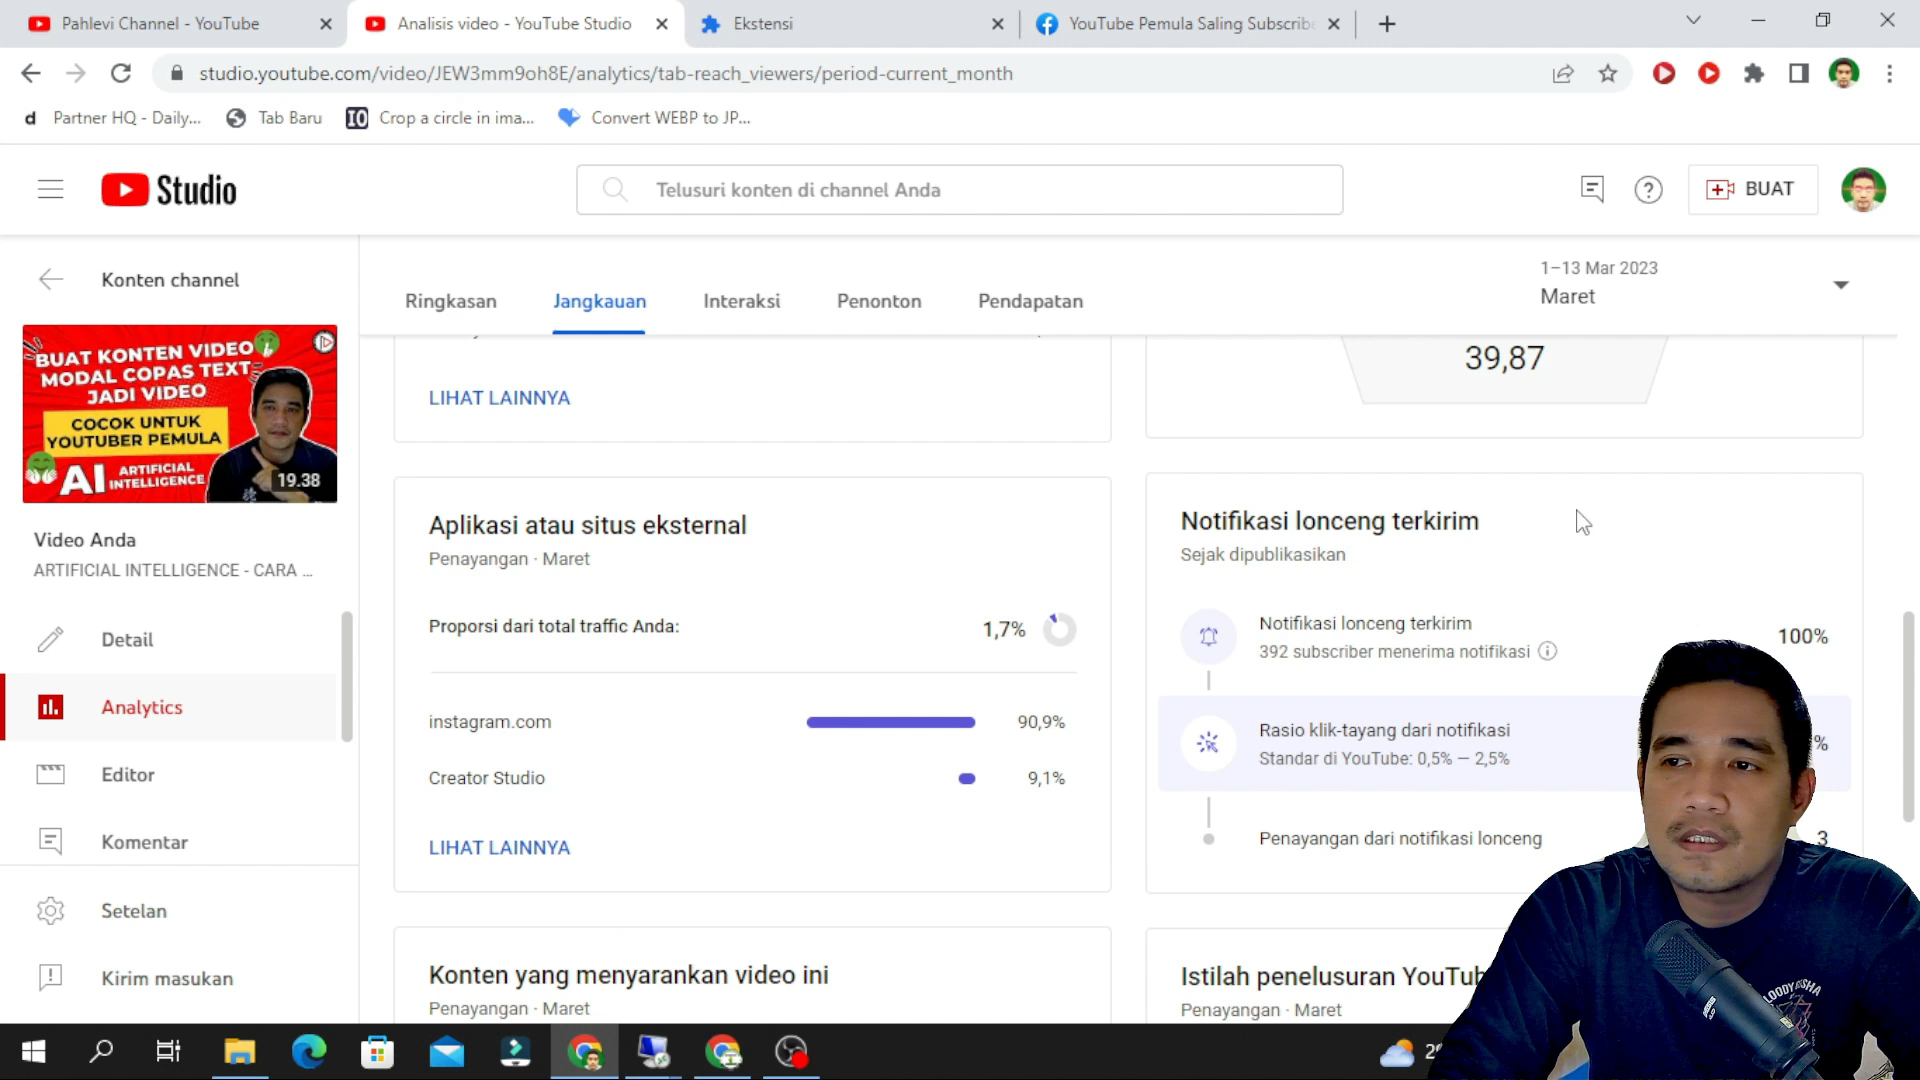 Pahlevi Channel - YouTube
Analisis video - YouTube Studio
Ekstensi
YouTube Pemula Saling Subscribe
studio.youtube.com/video/JEW3mm9oh8E/analytics/tab-reach_viewers/period-current_month
d Partner HQ - Daily...
Tab Baru
IO Crop a circle in ima...
Convert WEBP to JP...
Studio
Telusuri konten di channel Anda
BUAT
Konten channel
BUAT KONTEN VIDEO
MODAL COPAS TEXT
JADI VIDEO
COCOK UNTUK
YOUTUBER PEMULA
AI ARTIFICIAL
INTELLIGENCE
19.38
Video Anda
ARTIFICIAL INTELLIGENCE - CARA ...
Detail
Analytics
Editor
Komentar
Setelan
Kirim masukan
Ringkasan
Jangkauan
Interaksi
Penonton
Pendapatan
1–13 Mar 2023
Maret
LIHAT LAINNYA
39,87
Aplikasi atau situs eksternal
Penayangan · Maret
Proporsi dari total traffic Anda: 1,7%
instagram.com 90,9%
Creator Studio 9,1%
LIHAT LAINNYA
Notifikasi lonceng terkirim
Sejak dipublikasikan
Notifikasi lonceng terkirim 100%
392 subscriber menerima notifikasi
Rasio klik-tayang dari notifikasi %
Standar di YouTube: 0,5% — 2,5%
Penayangan dari notifikasi lonceng 3
Konten yang menyarankan video ini
Penayangan · Maret
Istilah penelusuran
Penayangan · Maret